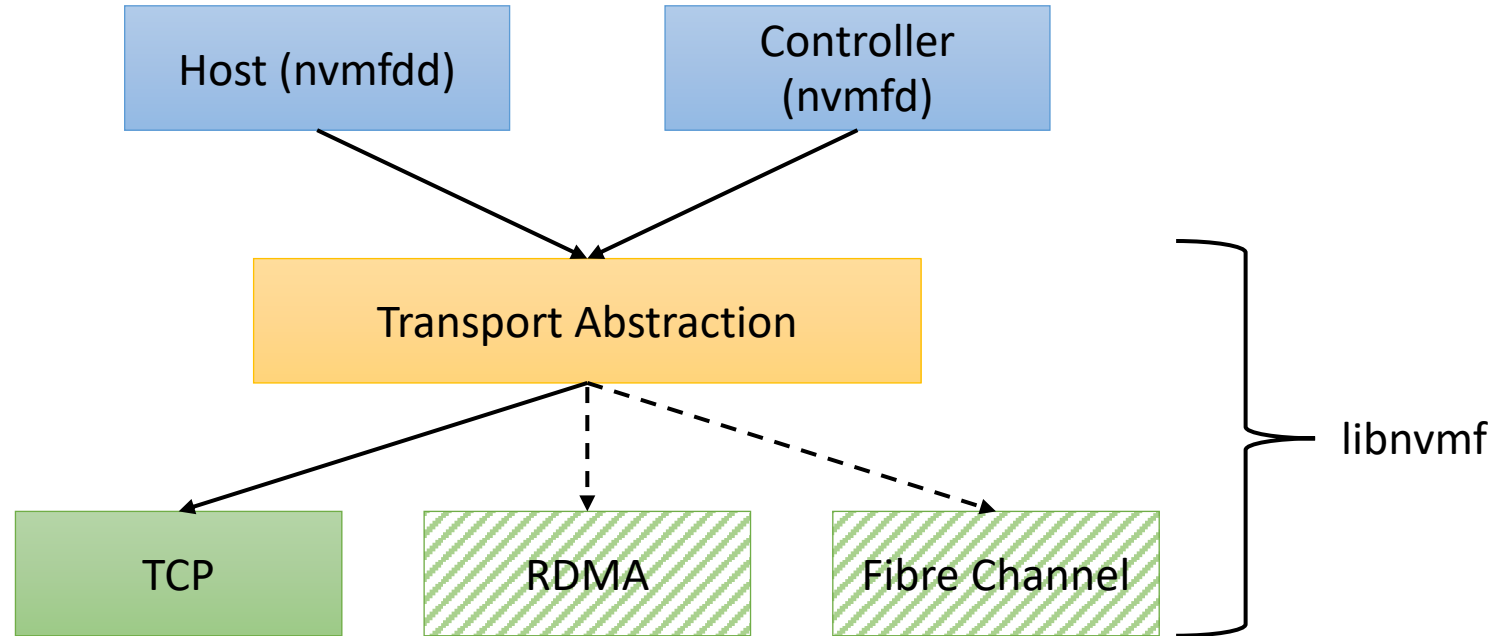 Host (nvmfdd)
Controller
(nvmfd)
Transport Abstraction
libnvmf
TCP
RDMA
Fibre Channel